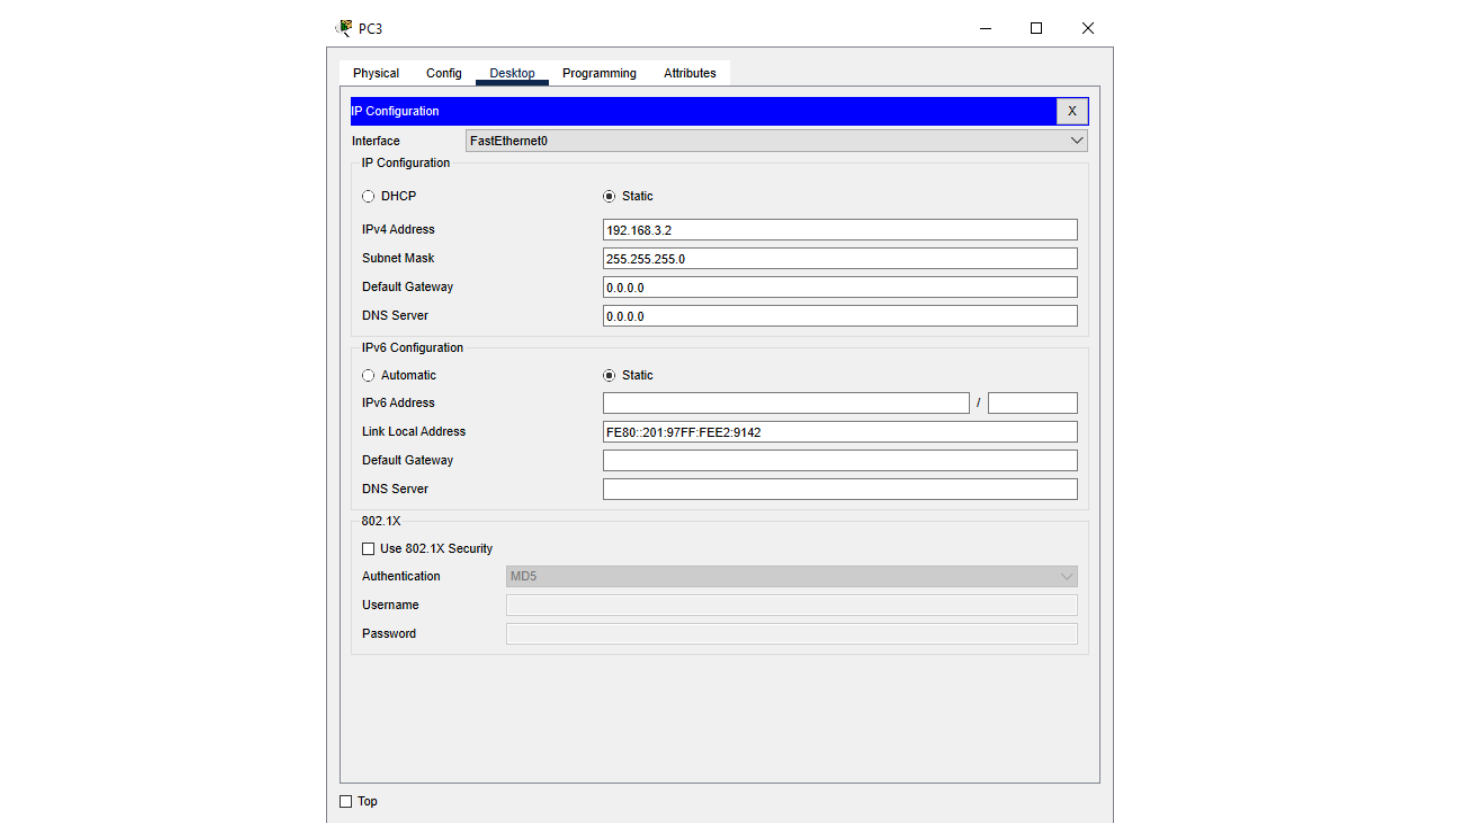 PC3
Physical Config Desktop Programming Attributes
IP Configuration X
Interface FastEthernet0
IP Configuration
DHCP Static
IPv4 Address 192.168.3.2
Subnet Mask 255.255.255.0
Default Gateway 0.0.0.0
DNS Server 0.0.0.0
IPv6 Configuration
Automatic Static
IPv6 Address /
Link Local Address FE80::201:97FF:FEE2:9142
Default Gateway
DNS Server
802.1X
Use 802.1X Security
Authentication MD5
Username
Password
Top